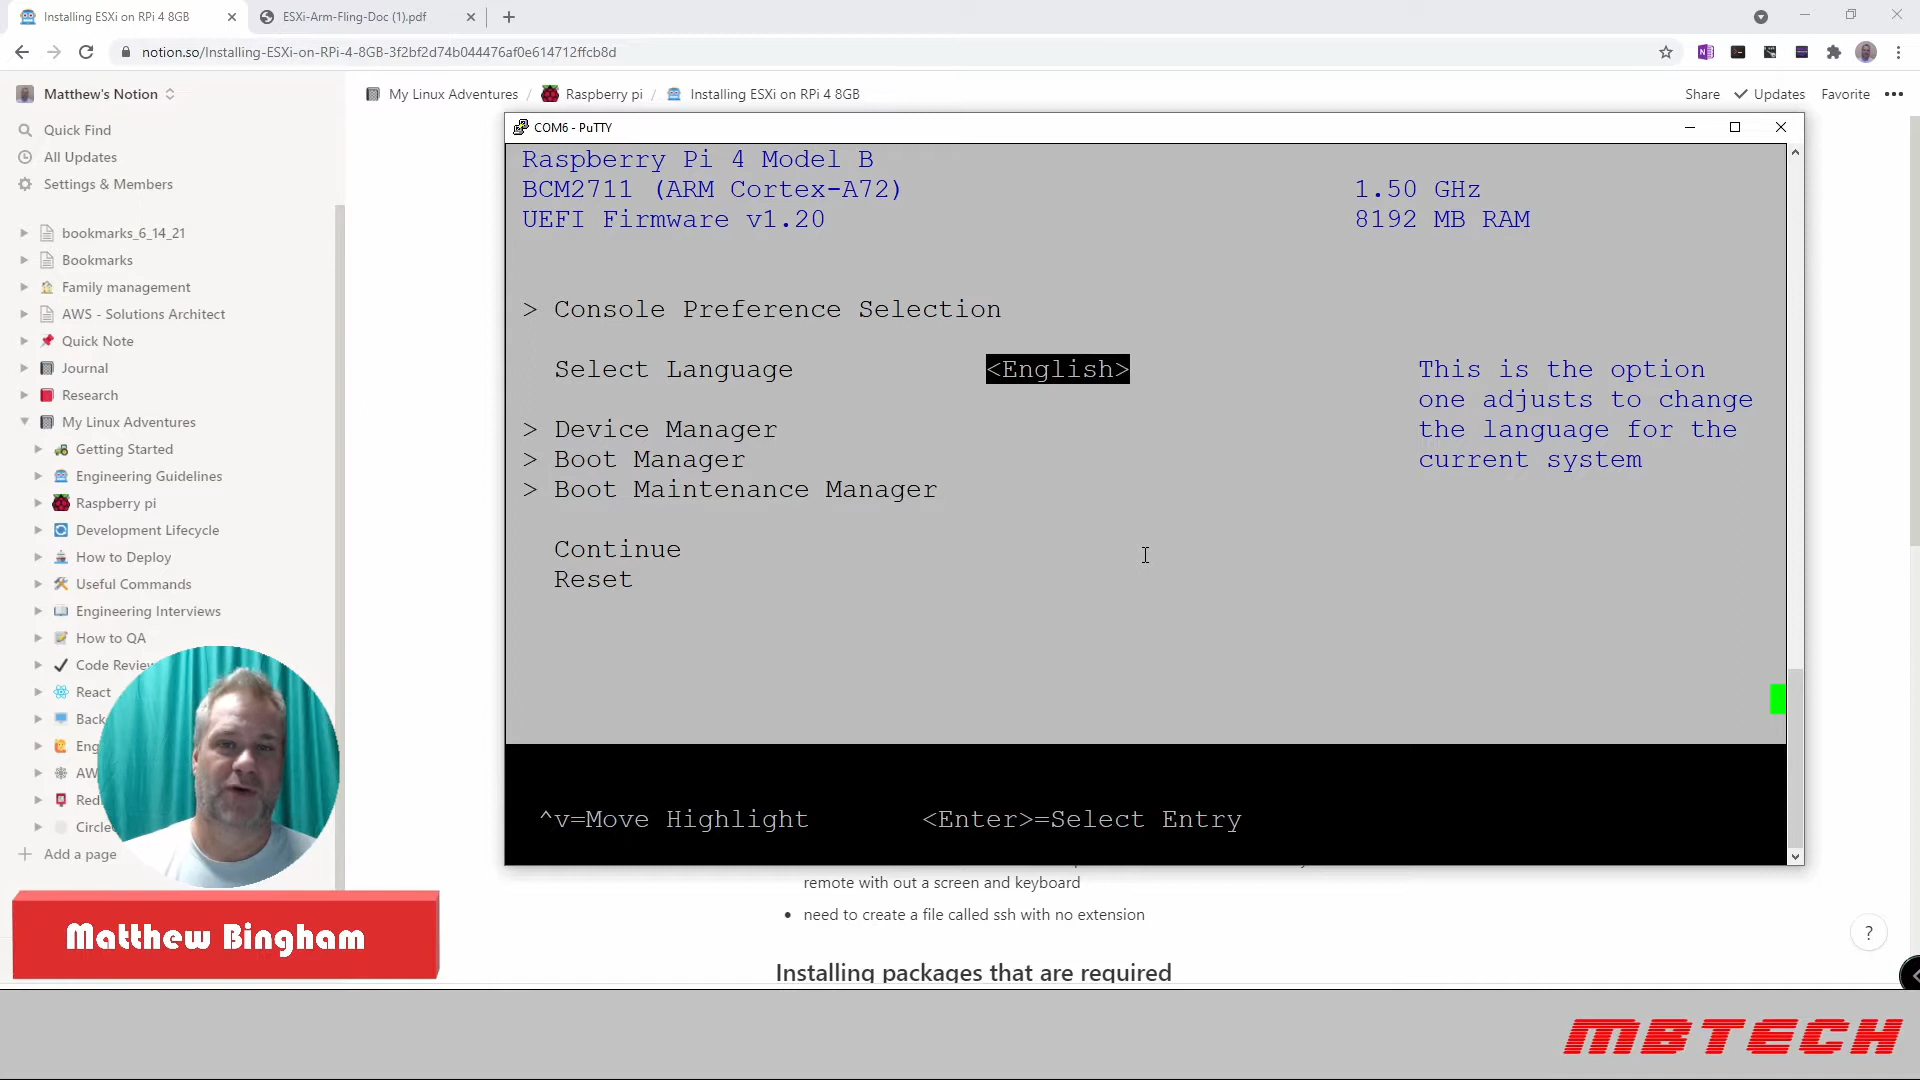 Installing ESXi on RPi 4 8GB
ESXi-Arm-Fling-Doc (1).pdf
notion.so/Installing-ESXi-on-RPi-4-8GB-3f2bf2d74b044476af0e614712ffcb8d
Matthew's Notion
My Linux Adventures / Raspberry pi / Installing ESXi on RPi 4 8GB
Share Updates Favorite
Quick Find
All Updates
Settings & Members
bookmarks_6_14_21
Bookmarks
Family management
AWS - Solutions Architect
Quick Note
Journal
Research
My Linux Adventures
Getting Started
Engineering Guidelines
Raspberry pi
Development Lifecycle
How to Deploy
Useful Commands
Engineering Interviews
How to QA
Code Review
React
Back
Eng
AW
Red
Circle
Add a page
COM6 - PuTTY
Raspberry Pi 4 Model B
BCM2711 (ARM Cortex-A72) 1.50 GHz
UEFI Firmware v1.20 8192 MB RAM
> Console Preference Selection
Select Language <English> This is the option
one adjusts to change
> Device Manager the language for the
> Boot Manager current system
> Boot Maintenance Manager
Continue
Reset
^v=Move Highlight <Enter>=Select Entry
remote with out a screen and keyboard
need to create a file called ssh with no extension
Installing packages that are required
?
Matthew Bingham
MBTECH